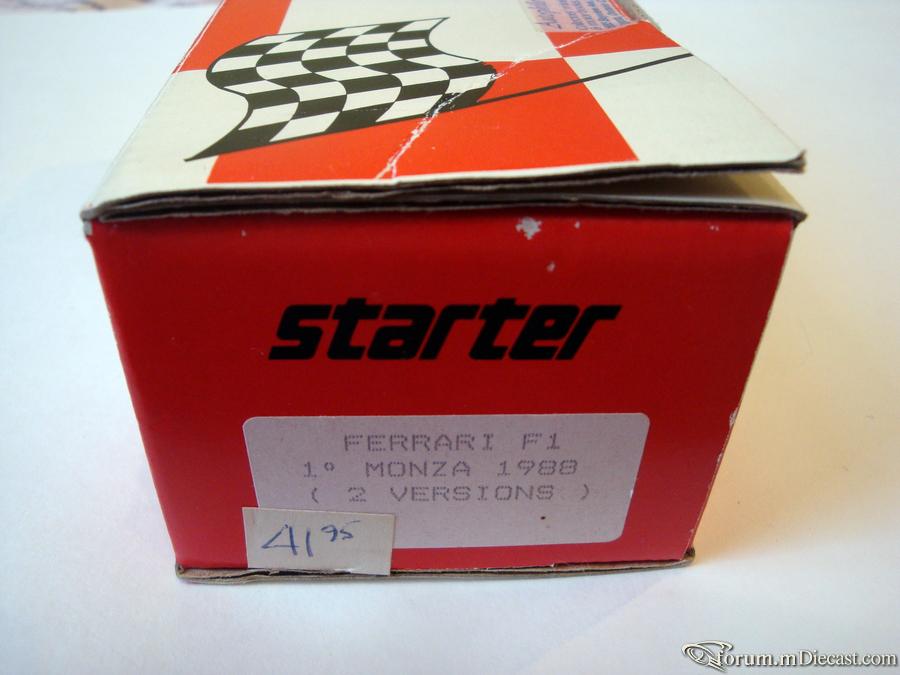 starter
FERRARI F1
1° MONZA 1988
( 2 VERSIONS )
41 95
forum.mDiecast.com